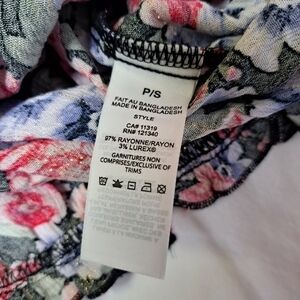 P/S
FAIT AU BANGLADESH
MADE IN BANGLADESH
STYLE
CA# 11319
RN# 121340
97% RAYONNE/RAYON
3% LUREX®
GARNITURES NON
COMPRISES/EXCLUSIVE OF
TRIMS